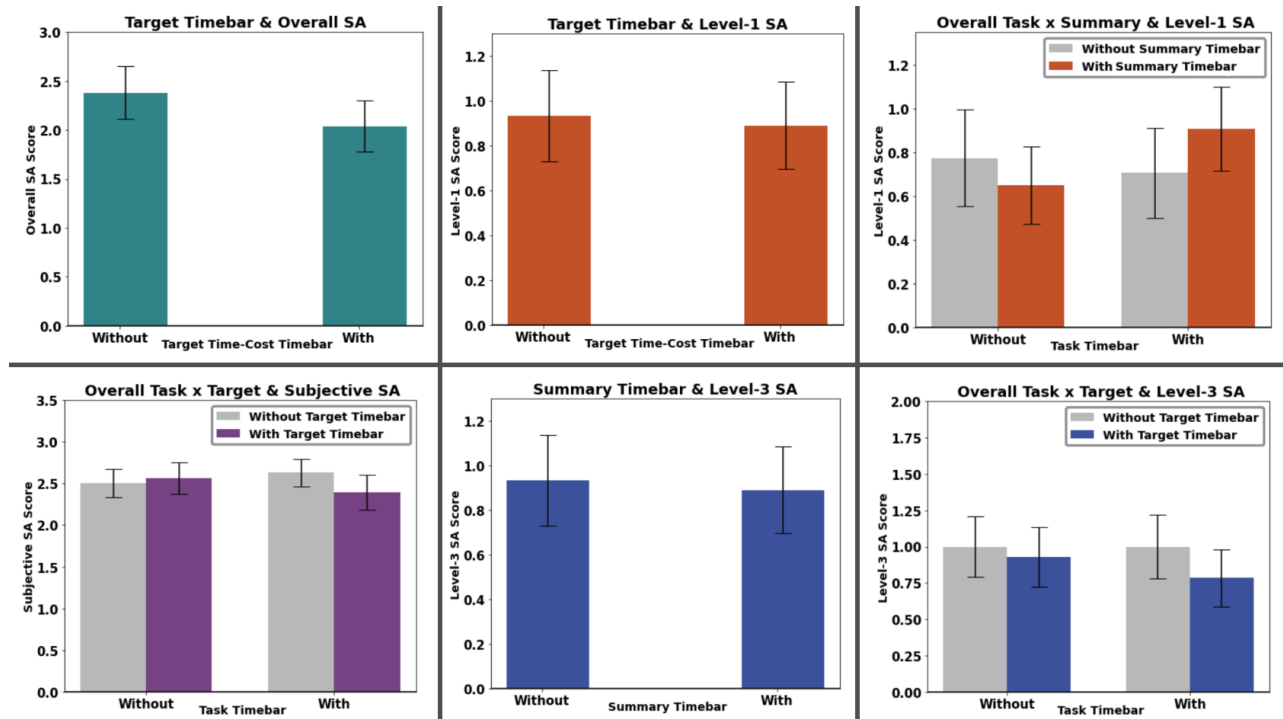 Target Timebar & Overall SA
3.0
2.5
2.0
1.5
1.0
0.5
0.0
Overall SA Score
Without
With
Target Time-Cost Timebar
Target Timebar & Level-1 SA
1.2
1.0
0.8
0.6
0.4
0.2
0.0
Level-1 SA Score
Without
With
Target Time-Cost Timebar
Overall Task x Summary & Level-1 SA
Without Summary Timebar
With Summary Timebar
1.2
1.0
0.8
0.6
0.4
0.2
0.0
Level-1 SA Score
Without
With
Task Timebar
Overall Task x Target & Subjective SA
Without Target Timebar
With Target Timebar
3.5
3.0
2.5
2.0
1.5
1.0
0.5
0.0
Subjective SA Score
Without
With
Task Timebar
Summary Timebar & Level-3 SA
1.2
1.0
0.8
0.6
0.4
0.2
0.0
Level-3 SA Score
Without
With
Summary Timebar
Overall Task x Target & Level-3 SA
Without Target Timebar
With Target Timebar
2.00
1.75
1.50
1.25
1.00
0.75
0.50
0.25
0.00
Level-3 SA Score
Without
With
Task Timebar